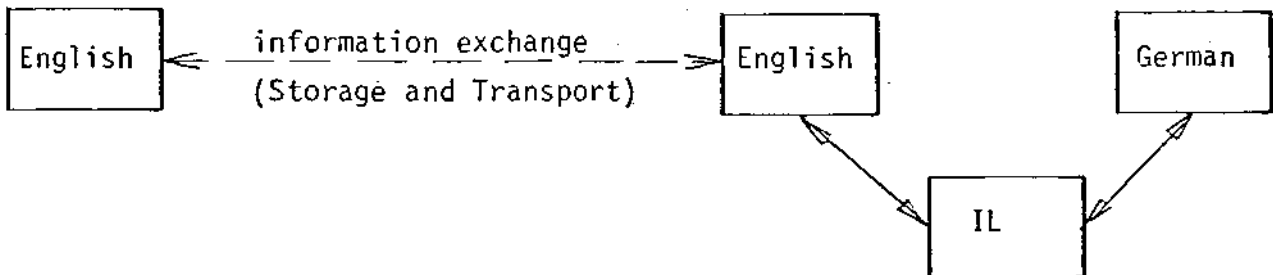 information exchange
English
English
German
(Storage and Transport)
IL